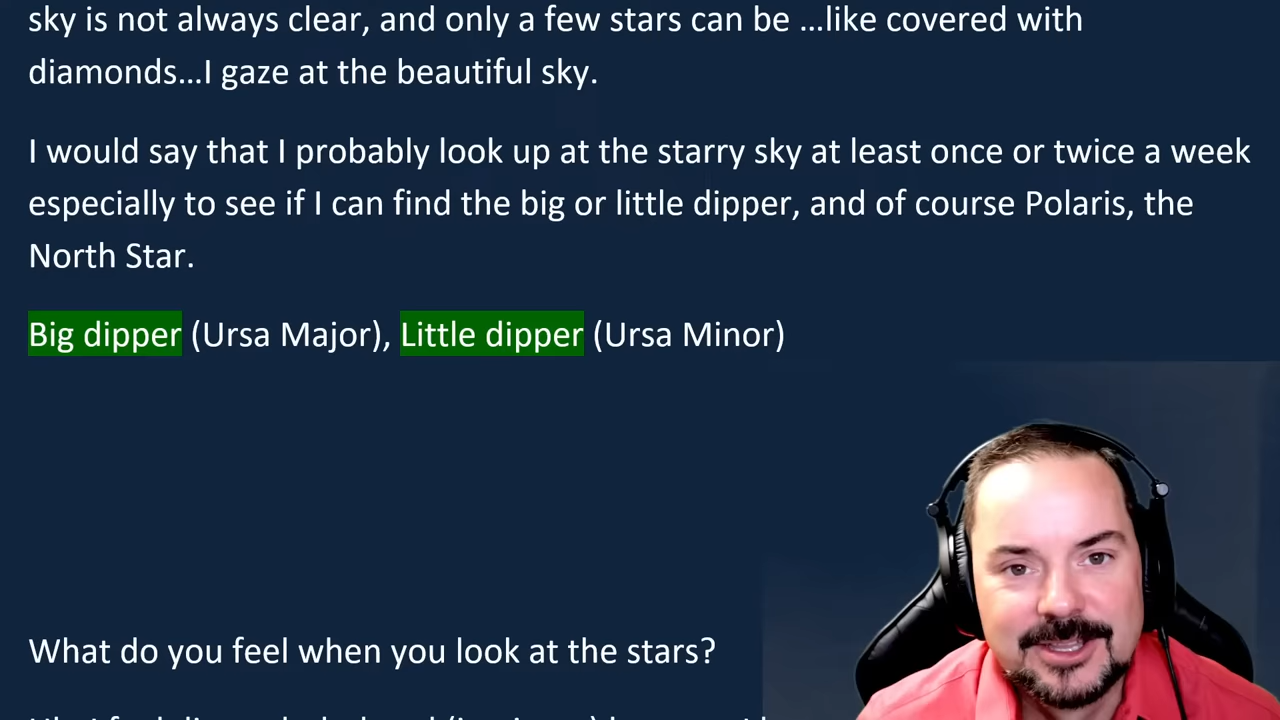 sky is not always clear, and only a few stars can be ...like covered with
diamonds...I gaze at the beautiful sky.
I would say that I probably look up at the starry sky at least once or twice a week
especially to see if I can find the big or little dipper, and of course Polaris, the
North Star.
Big dipper (Ursa Major), Little dipper (Ursa Minor)
What do you feel when you look at the stars?